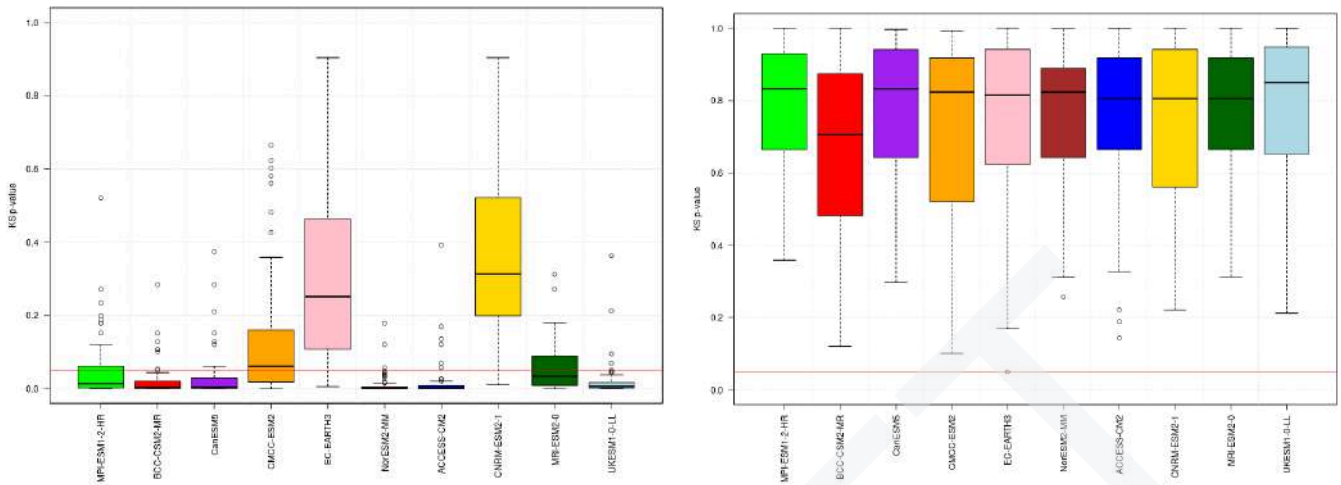 1.0
0.8
0.6
0.4
0.2
0.0
KS p-value
MPI-ESM1-2-HR
BCC-CSM2-MR
CanESM5
CMCC-ESM2
EC-EARTH3
NorESM2-MM
ACCESS-CM2
CNRM-ESM2-1
MRI-ESM2-0
UKESM1-0-LL
1.0
0.8
0.6
0.4
0.2
0.0
KS p-value
MPI-ESM1-2-HR
BCC-CSM2-MR
CanESM5
CMCC-ESM2
EC-EARTH3
NorESM2-MM
ACCESS-CM2
CNRM-ESM2-1
MRI-ESM2-0
UKESM1-0-LL